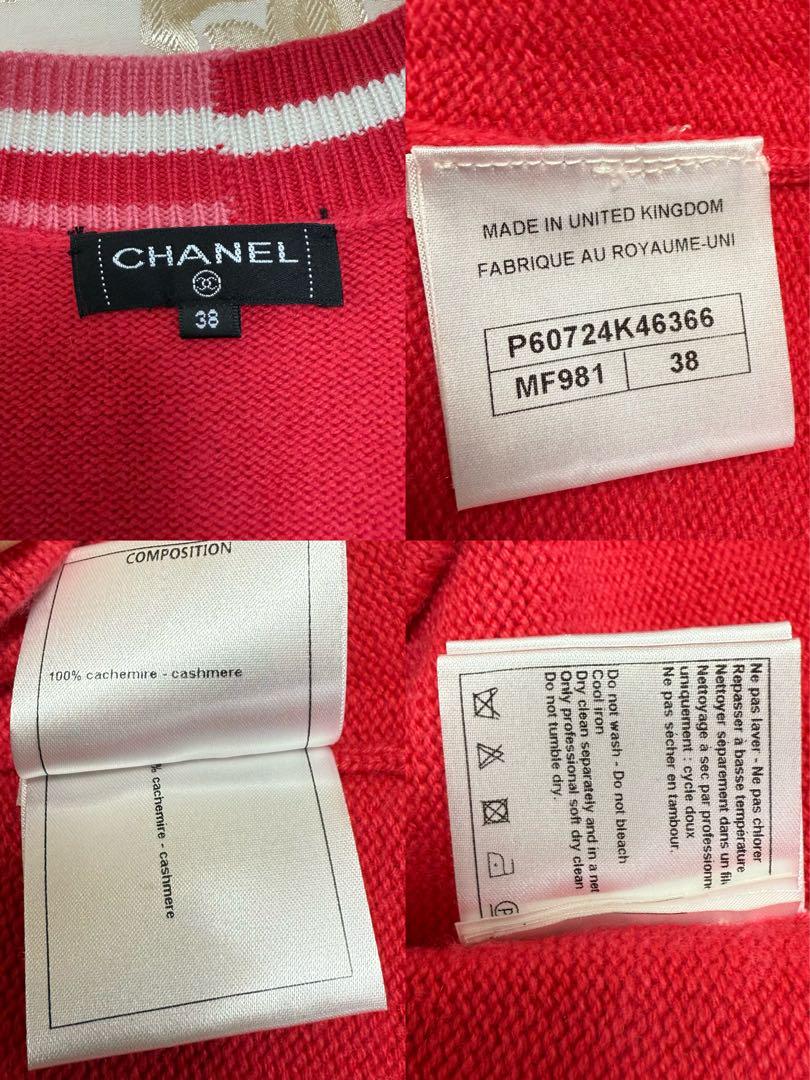 CHANEL
38
MADE IN UNITED KINGDOM
FABRIQUE AU ROYAUME-UNI
P60724K46366
MF981 38
COMPOSITION
100% cachemire - cashmere
% cachemire - cashmere
Ne pas laver - Ne pas chlorer
Repasser à basse température
Nettoyer séparement dans un
Nettoyage à sec par
uniquement : cycle doux
Ne pas sécher en tambour.
Do not wash - Do not bleach
Cool iron
Dry clean separately and in a net
Only professional soft dry clean
Do not tumble dry.
P